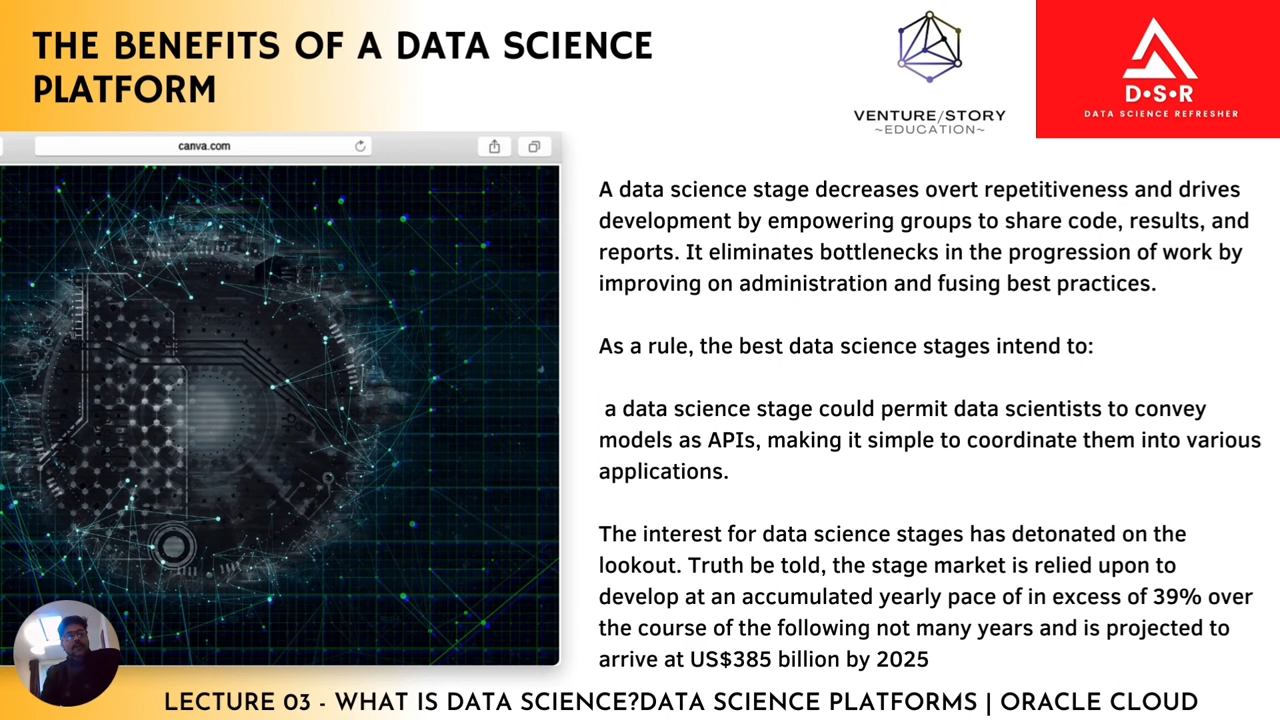 THE BENEFITS OF A DATA SCIENCE
PLATFORM
VENTURE/STORY
~EDUCATION~
D•S•R
DATA SCIENCE REFRESHER
canva.com
A data science stage decreases overt repetitiveness and drives
development by empowering groups to share code, results, and
reports. It eliminates bottlenecks in the progression of work by
improving on administration and fusing best practices.
As a rule, the best data science stages intend to:
a data science stage could permit data scientists to convey
models as APIs, making it simple to coordinate them into various
applications.
The interest for data science stages has detonated on the
lookout. Truth be told, the stage market is relied upon to
develop at an accumulated yearly pace of in excess of 39% over
the course of the following not many years and is projected to
arrive at US$385 billion by 2025
LECTURE 03 - WHAT IS DATA SCIENCE?DATA SCIENCE PLATFORMS | ORACLE CLOUD